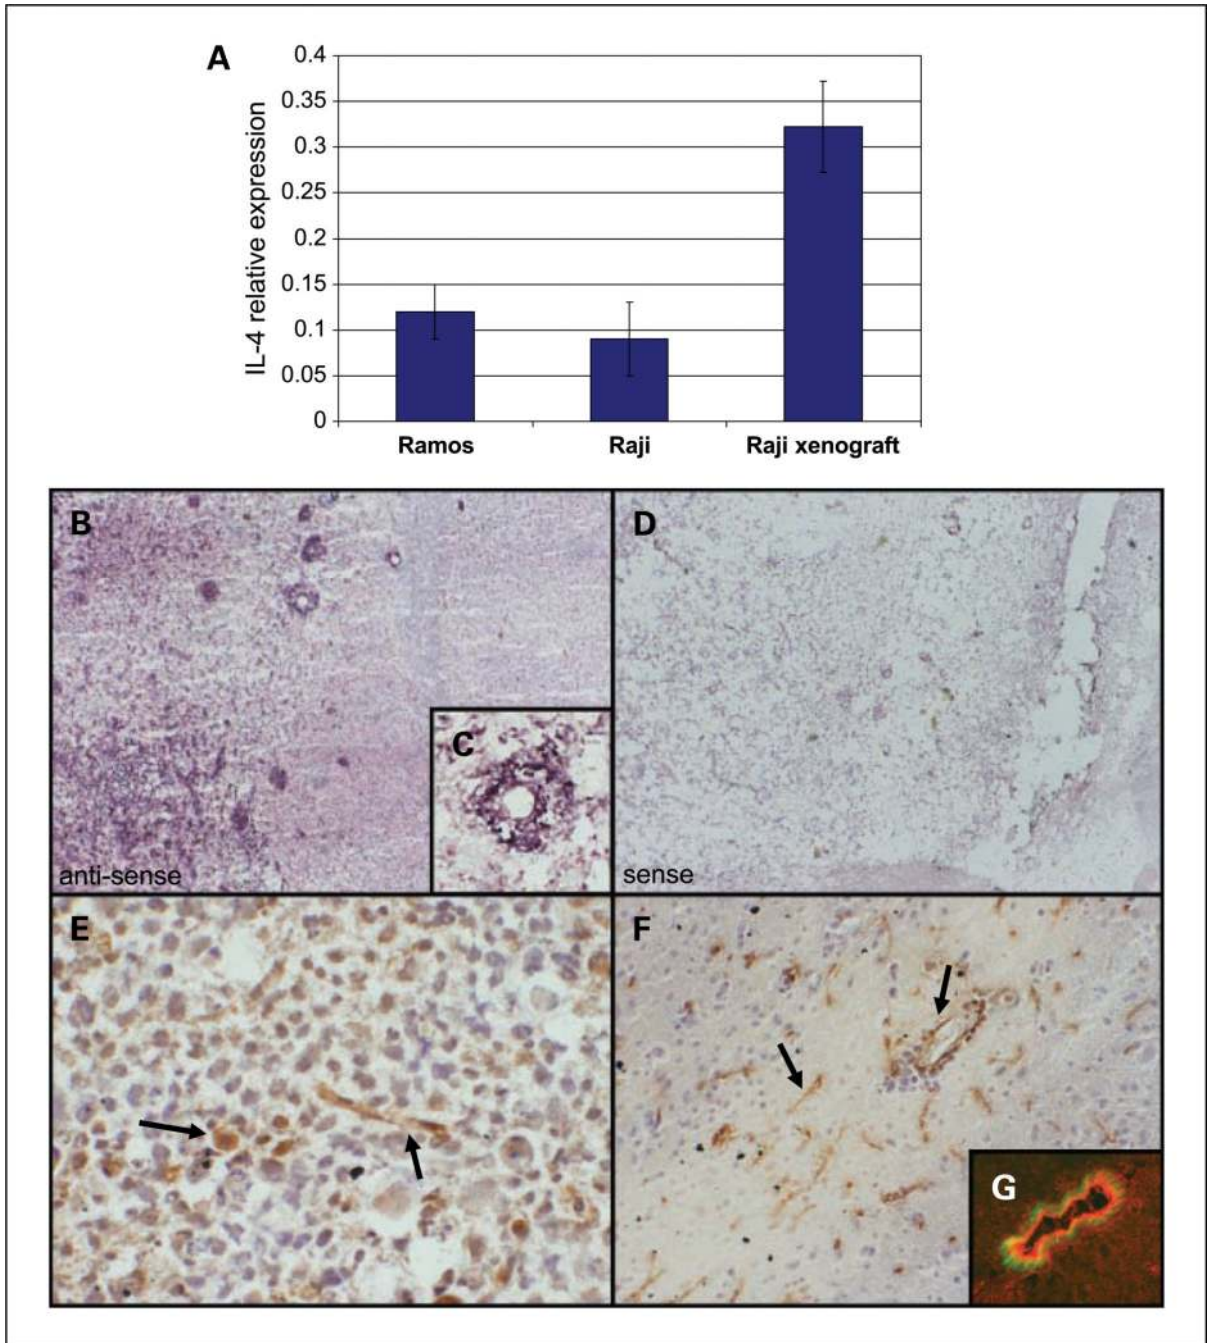 A
IL-4 relative expression
0.4
0.35
0.3
0.25
0.2
0.15
0.1
0.05
0
Ramos
Raji
Raji xenograft
B
C
anti-sense
D
sense
E
F
G